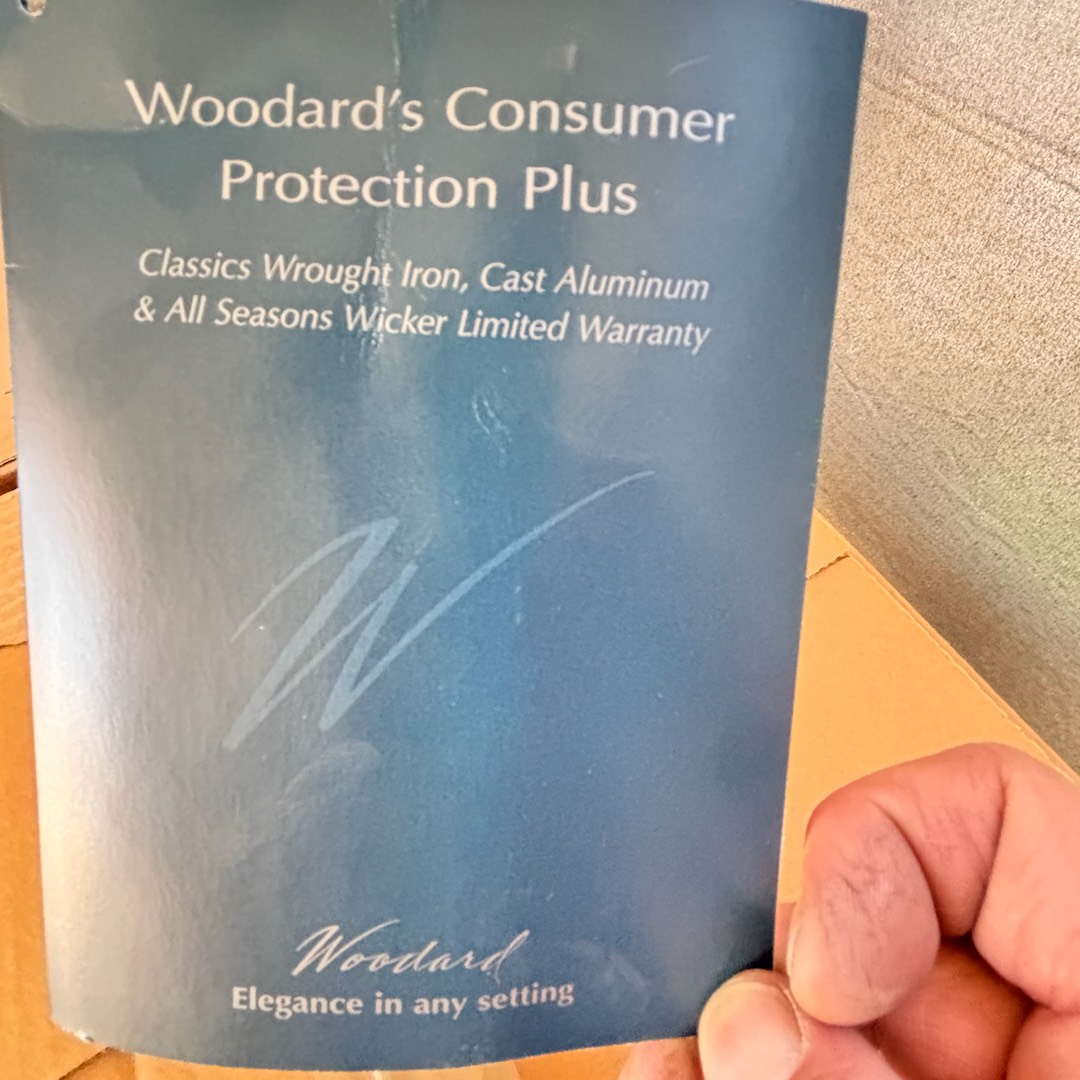 Woodard's Consumer
Protection Plus
Classics Wrought Iron, Cast Aluminum
& All Seasons Wicker Limited Warranty
W
Woodard
Elegance in any setting